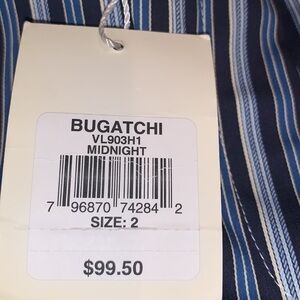 BUGATCHI
VL903H1
MIDNIGHT
7 96870 74284 2
SIZE: 2
$99.50